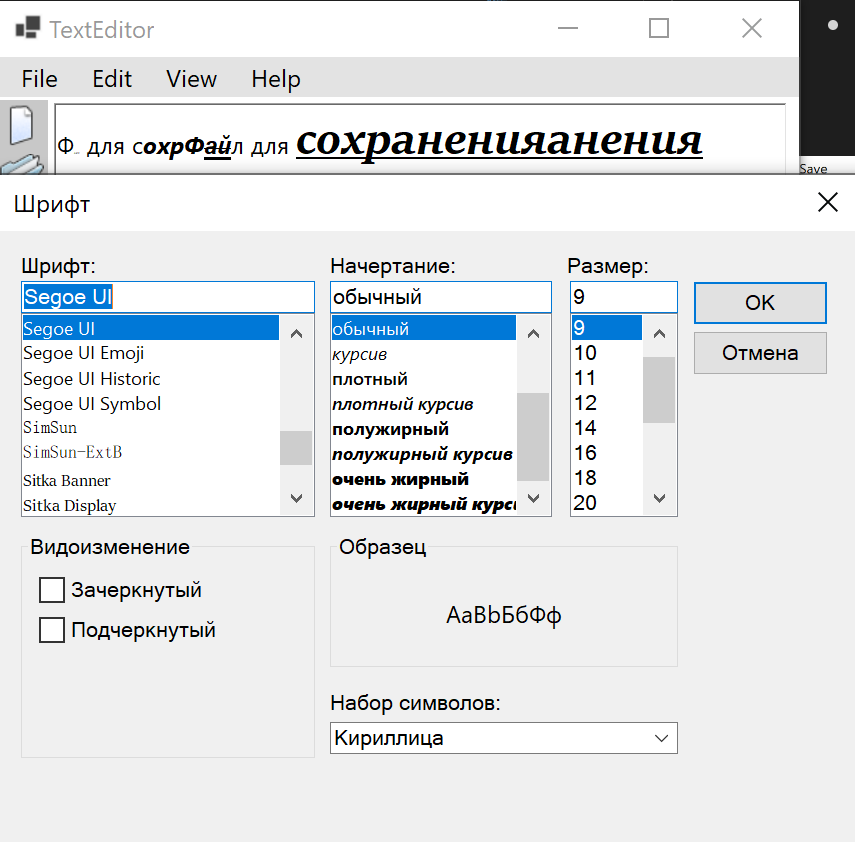 TextEditor
File Edit View Help
Ф для сохрФайл для сохраненияанения
Save
Шрифт
Шрифт: Начертание: Размер:
Segoe UI обычный 9 OK
Segoe UI обычный 9
Segoe UI Emoji курсив 10 Отмена
Segoe UI Historic плотный 11
Segoe UI Symbol плотный курсив 12
SimSun полужирный 14
SimSun-ExtB полужирный курсив 16
Sitka Banner очень жирный 18
Sitka Display очень жирный курс 20
Видоизменение Образец
Зачеркнутый
АаВbБбФф
Подчеркнутый
Набор символов:
Кириллица